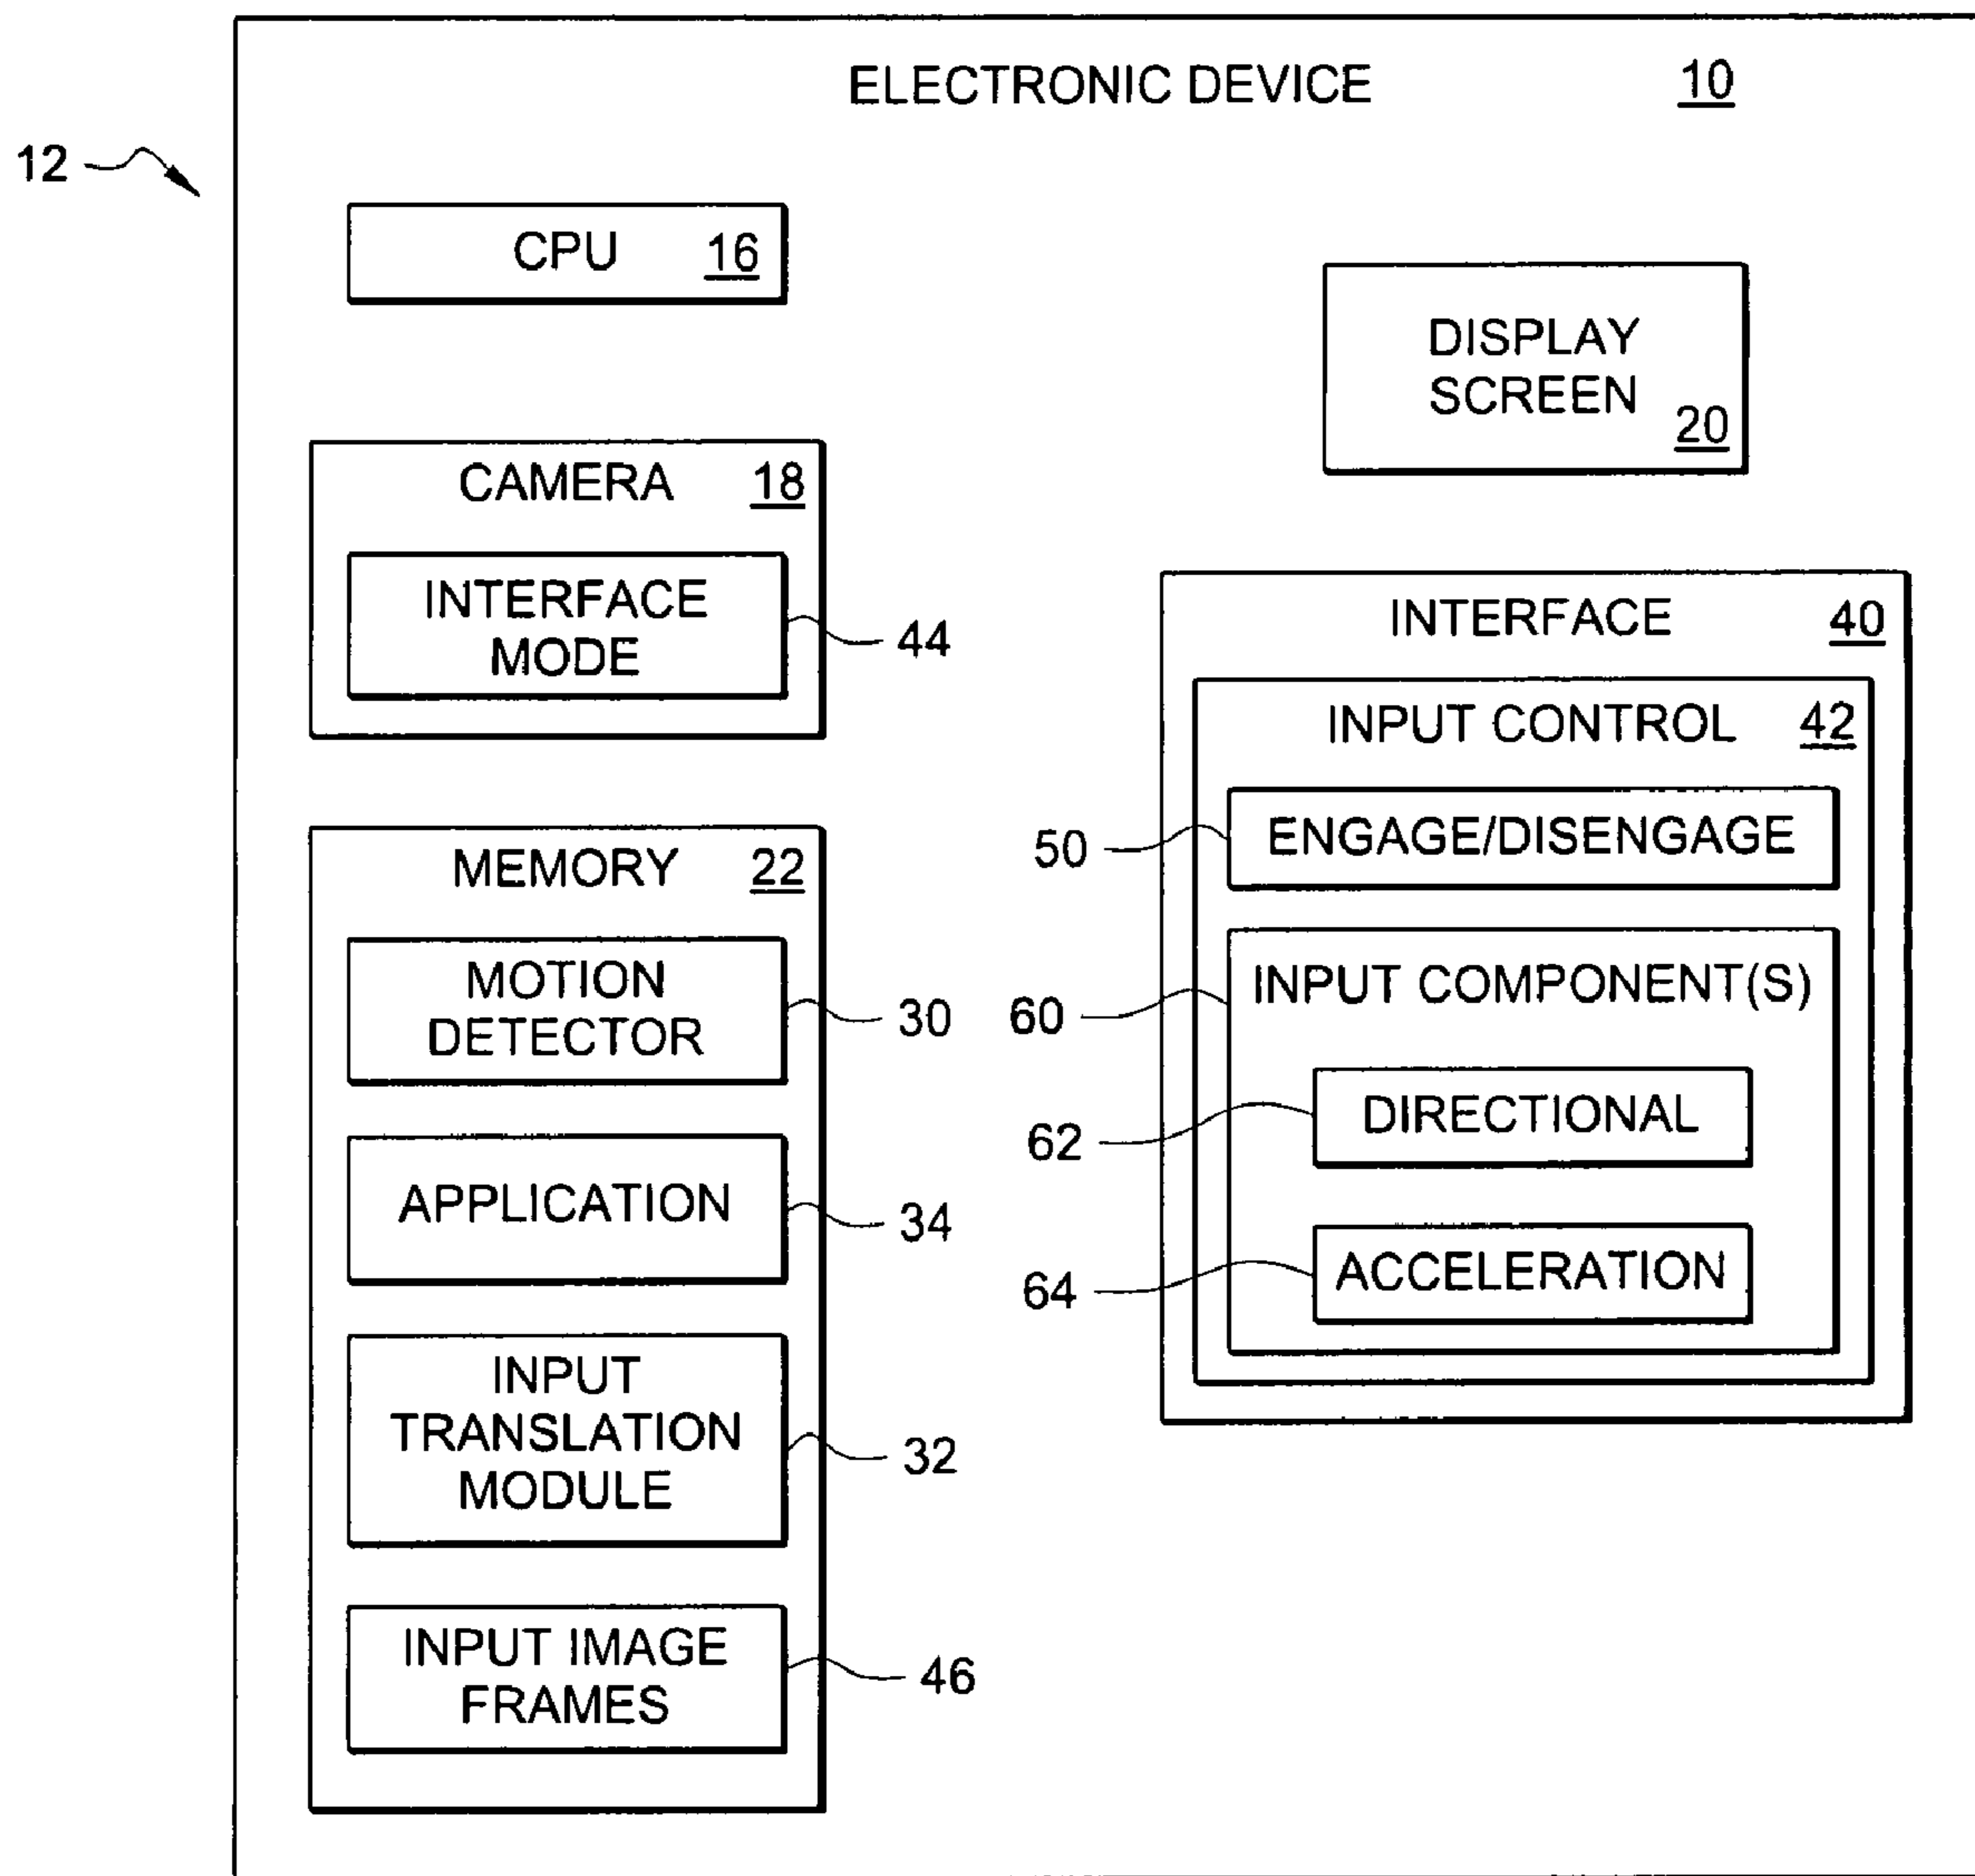 ELECTRONIC DEVICE 10
12
CPU 16
DISPLAY
SCREEN
20
CAMERA 18
INTERFACE
MODE
44
MEMORY 22
MOTION
DETECTOR
30
APPLICATION
34
INPUT
TRANSLATION
MODULE
32
INPUT IMAGE
FRAMES
46
INTERFACE 40
INPUT CONTROL 42
50
ENGAGE/DISENGAGE
60
INPUT COMPONENT(S)
62
DIRECTIONAL
64
ACCELERATION